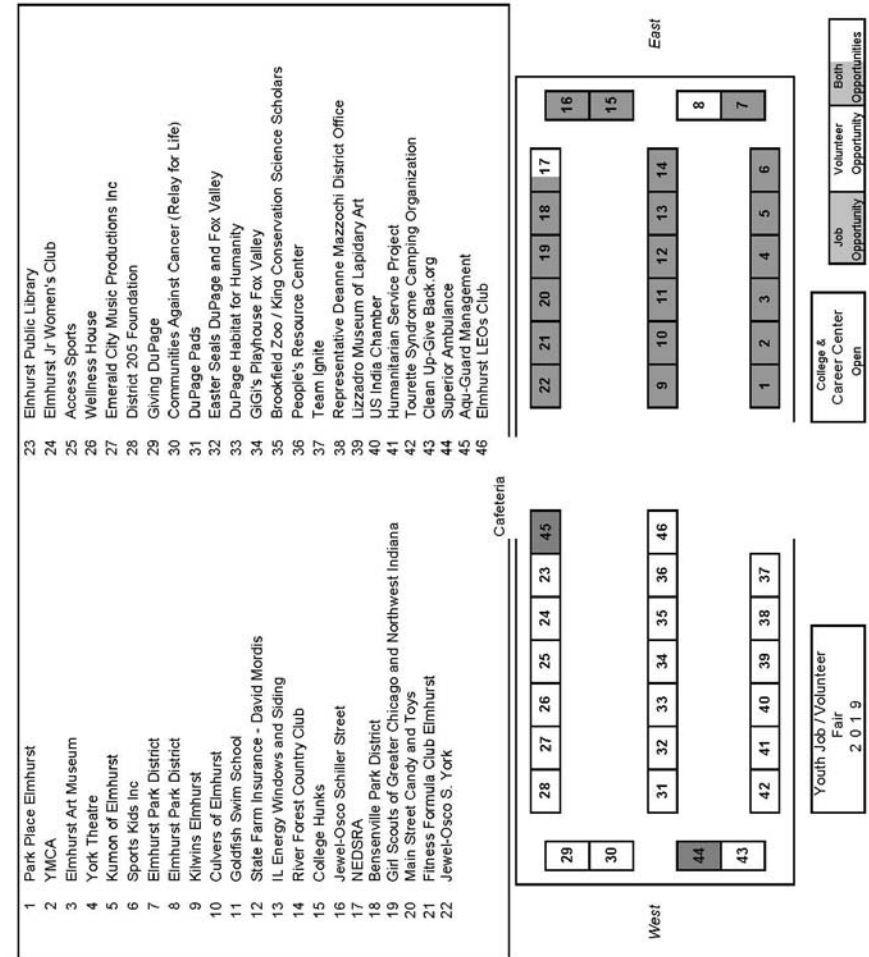 1 Park Place Elmhurst
2 YMCA
3 Elmhurst Art Museum
4 York Theatre
5 Kumon of Elmhurst
6 Sports Kids Inc
7 Elmhurst Park District
8 Elmhurst Park District
9 Kilwins Elmhurst
10 Culvers of Elmhurst
11 Goldfish Swim School
12 State Farm Insurance - David Mordis
13 IL Energy Windows and Siding
14 River Forest Country Club
15 College Hunks
16 Jewel-Osco Schiller Street
17 NEDSRA
18 Bensenville Park District
19 Girl Scouts of Greater Chicago and Northwest Indiana
20 Main Street Candy and Toys
21 Fitness Formula Club Elmhurst
22 Jewel-Osco S. York
23 Elnhurst Public Library
24 Elmhurst Jr Women's Club
25 Access Sports
26 Wellness House
27 Emerald City Music Productions Inc
28 District 205 Foundation
29 Giving DuPage
30 Communities Against Cancer (Relay for Life)
31 DuPage Pads
32 Easter Seals DuPage and Fox Valley
33 DuPage Habitat for Humanity
34 GiGi's Playhouse Fox Valley
35 Brookfield Zoo / King Conservation Science Scholars
36 People's Resource Center
37 Team Ignite
38 Representative Deanne Mazzochi District Office
39 Lizzadro Museum of Lapidary Art
40 US India Chamber
41 Humanitarian Service Project
42 Tourette Syndrome Camping Organization
43 Clean Up-Give Back.org
44 Superior Ambulance
45 Aqu-Guard Management
46 Elmhurst LEOs Club
Cafeteria
28 27 26 25 24 23 45 22 21 20 19 18 17
29 16
30 15
West East
31 32 33 34 35 36 46 9 10 11 12 13 14
44 8
43 7
42 41 40 39 38 37 1 2 3 4 5 6
Youth Job / Volunteer
Fair
2 0 1 9
College &
Career Center
Open
Job
Opportunity
Volunteer
Opportunity
Both
Opportunities